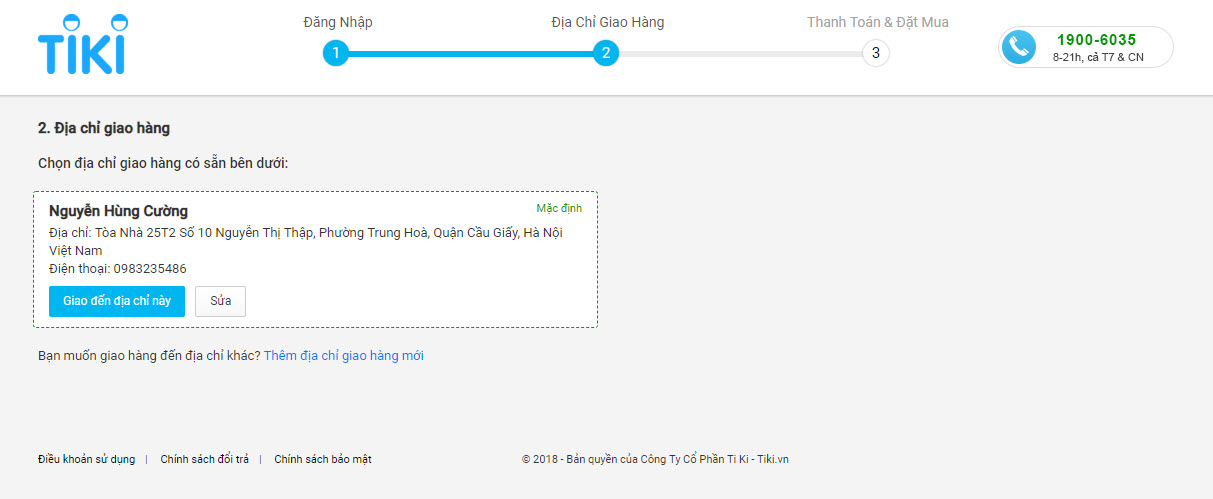 TiKi
Đăng Nhập
Địa Chỉ Giao Hàng
Thanh Toán & Đặt Mua
1
2
3
1900-6035
8-21h, cả T7 & CN
2. Địa chỉ giao hàng
Chọn địa chỉ giao hàng có sẵn bên dưới:
Nguyễn Hùng Cường
Mặc định
Địa chỉ: Tòa Nhà 25T2 Số 10 Nguyễn Thị Thập, Phường Trung Hoà, Quận Cầu Giấy, Hà Nội
Việt Nam
Điện thoại: 0983235486
Giao đến địa chỉ này
Sửa
Bạn muốn giao hàng đến địa chỉ khác? Thêm địa chỉ giao hàng mới
Điều khoản sử dụng | Chính sách đổi trả | Chính sách bảo mật
© 2018 - Bản quyền của Công Ty Cổ Phần Ti Ki - Tiki.vn